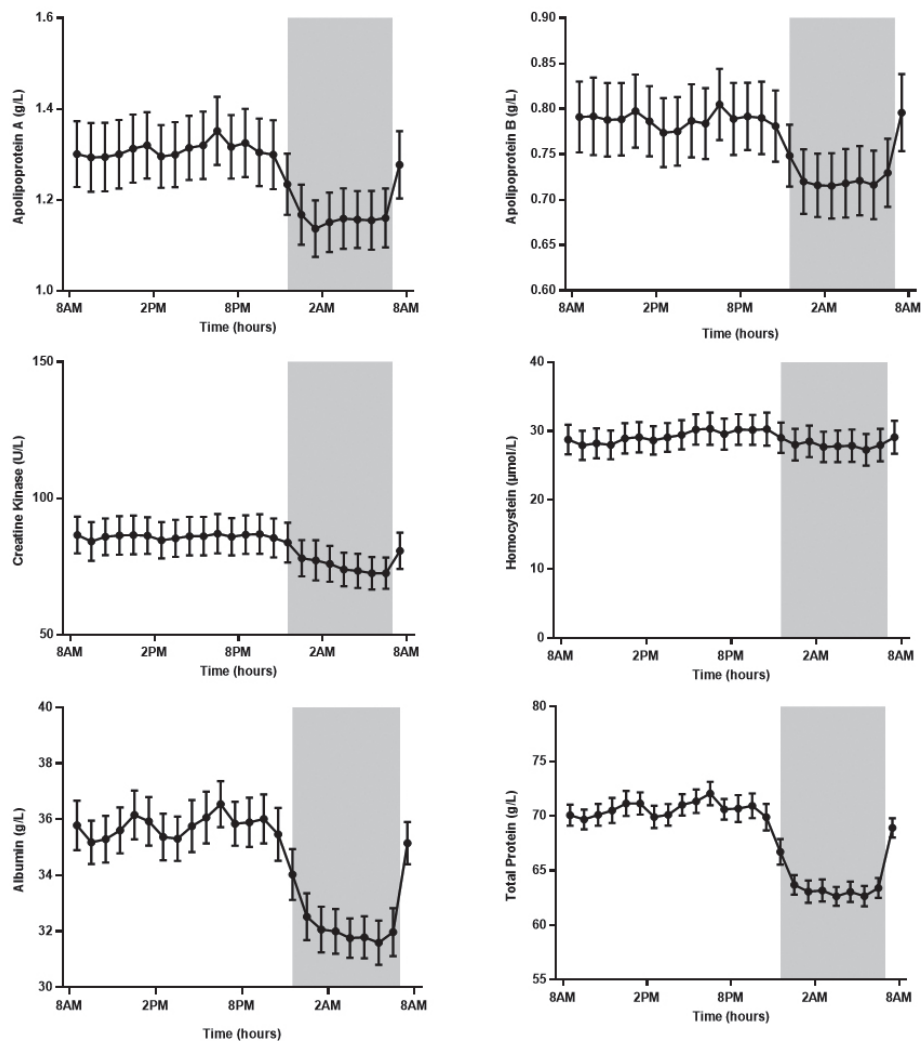 Apolipoprotein A (g/L)
1.6
1.4
1.2
1.0
8AM 2PM 8PM 2AM 8AM
Time (hours)
Apolipoprotein B (g/L)
0.90
0.85
0.80
0.75
0.70
0.65
0.60
8AM 2PM 8PM 2AM 8AM
Time (hours)
Creatine Kinase (U/L)
150
100
50
8AM 2PM 8PM 2AM 8AM
Time (hours)
Homocystein (µmol/L)
40
30
20
10
0
8AM 2PM 8PM 2AM 8AM
Time (hours)
Albumin (g/L)
40
38
36
34
32
30
8AM 2PM 8PM 2AM 8AM
Time (hours)
Total Protein (g/L)
80
75
70
65
60
55
8AM 2PM 8PM 2AM 8AM
Time (hours)